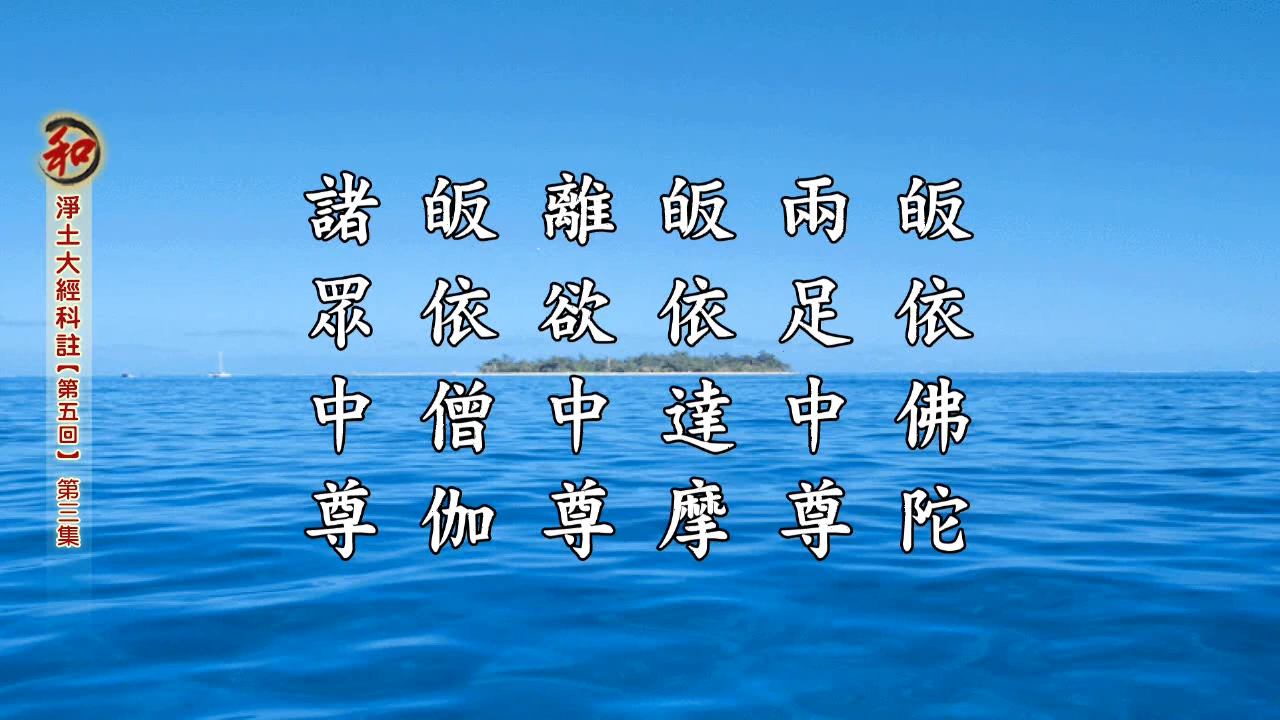 皈依佛陀
兩足中尊
皈依達摩
離欲中尊
皈依僧伽
諸眾中尊
和
淨土大經科註【第五回】 第三集